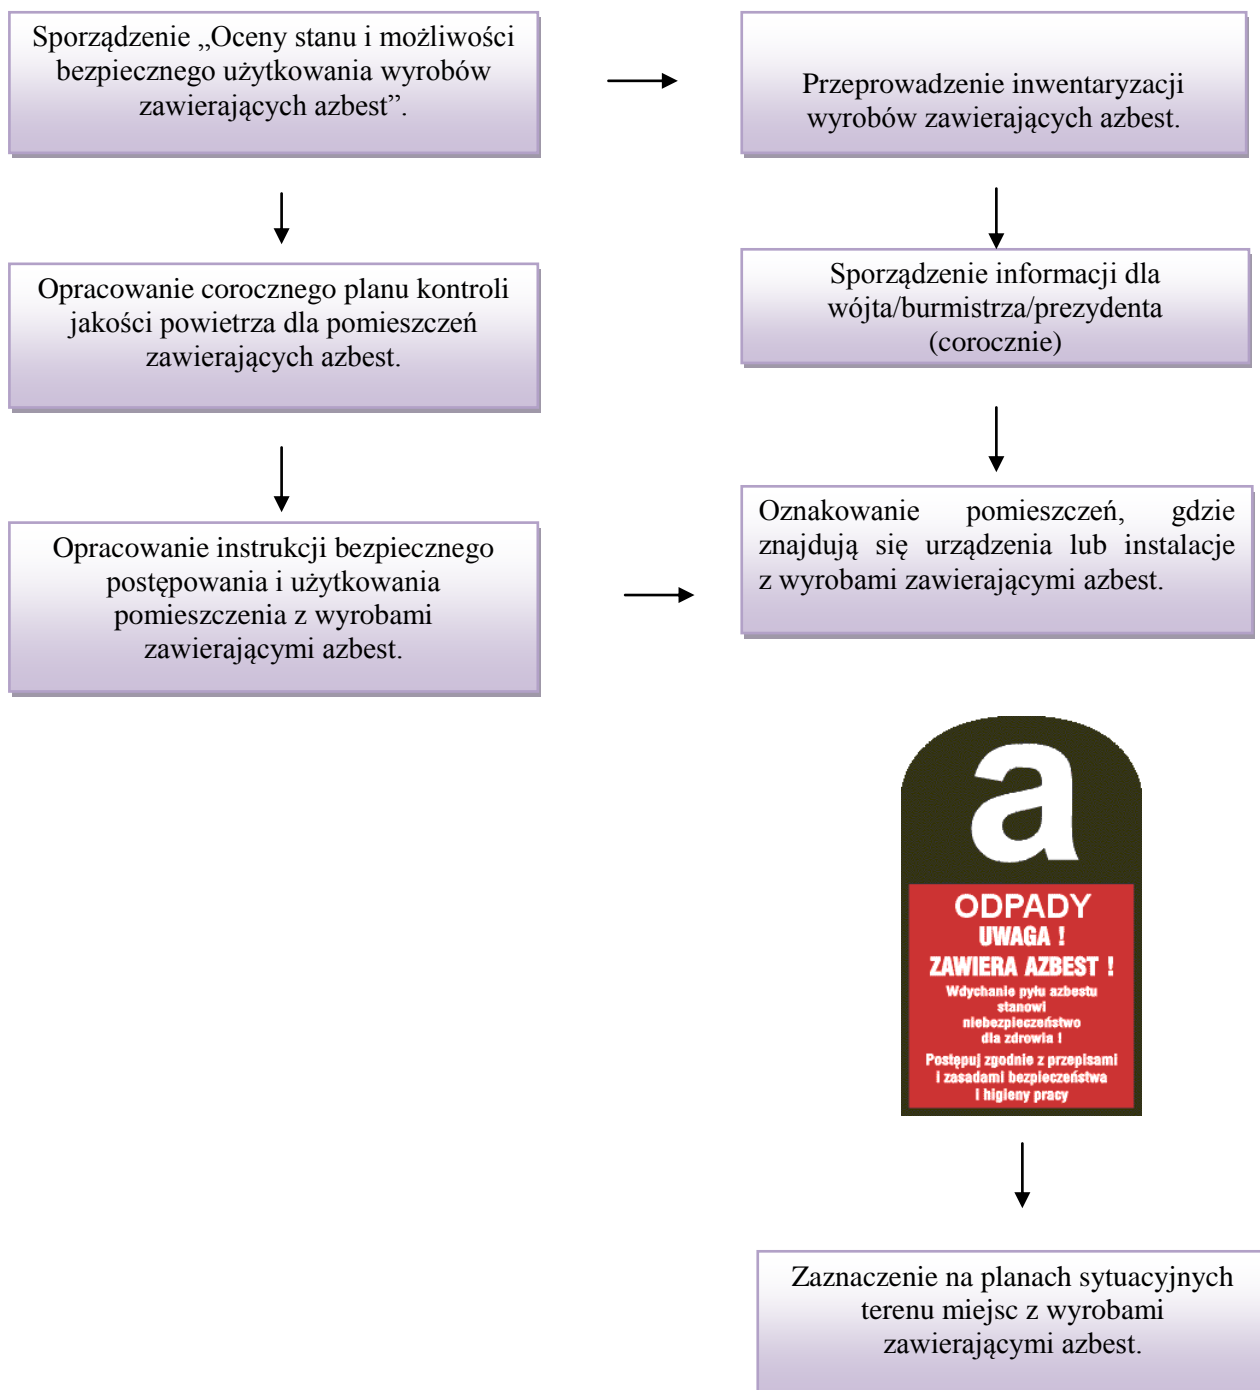 Sporządzenie „Oceny stanu i możliwości
bezpiecznego użytkowania wyrobów
zawierających azbest”.
Przeprowadzenie inwentaryzacji
wyrobów zawierających azbest.
Opracowanie corocznego planu kontroli
jakości powietrza dla pomieszczeń
zawierających azbest.
Sporządzenie informacji dla
wójta/burmistrza/prezydenta
(corocznie)
Opracowanie instrukcji bezpiecznego
postępowania i użytkowania
pomieszczenia z wyrobami
zawierającymi azbest.
Oznakowanie pomieszczeń, gdzie
znajdują się urządzenia lub instalacje
z wyrobami zawierającymi azbest.
a
ODPADY
UWAGA !
ZAWIERA AZBEST !
Wdychanie pyłu azbestu
stanowi
niebezpieczeństwo
dla zdrowia !
Postępuj zgodnie z przepisami
i zasadami bezpieczeństwa
i higieny pracy
Zaznaczenie na planach sytuacyjnych
terenu miejsc z wyrobami
zawierającymi azbest.